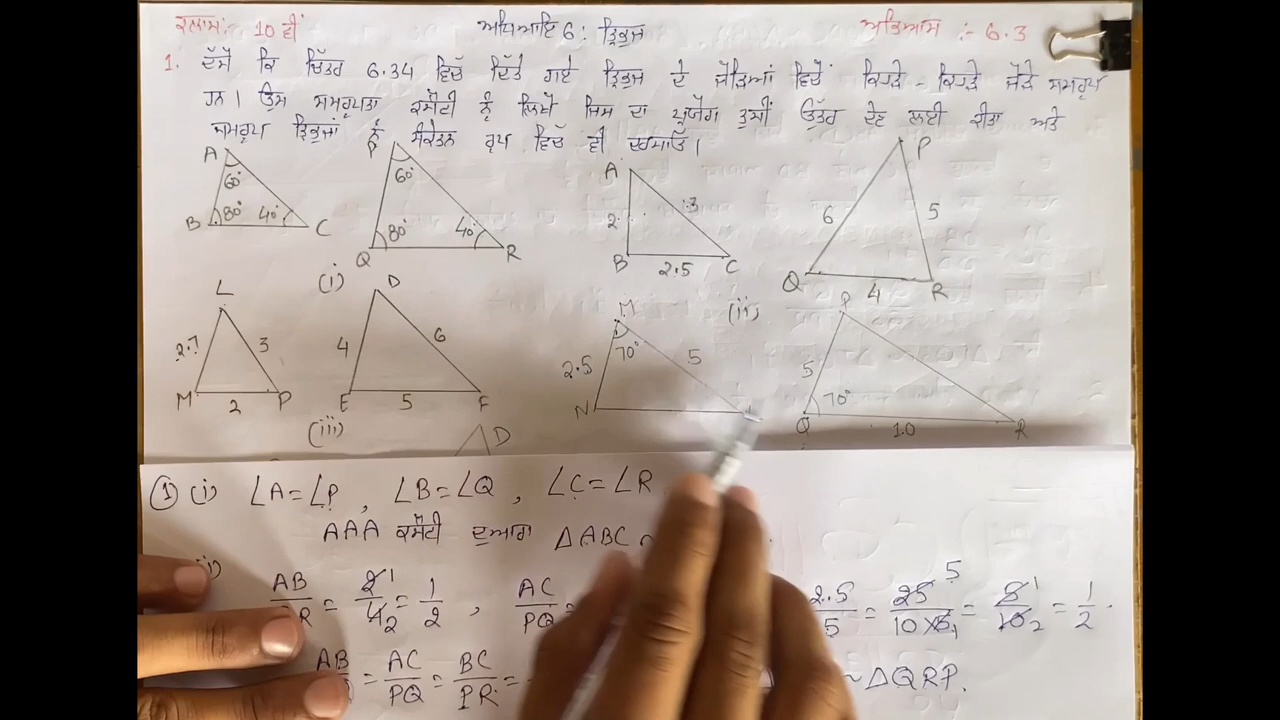 ਕਲਾਸ: 10 ਵੀਂ ਅਧਿਆਇ 6: ਤ੍ਰਿਭੁਜ ਅਭਿਆਸ :- 6.3
1. ਦੱਸੋ ਕਿ ਚਿੱਤਰ 6.34 ਵਿਚੋਂ ਦਿੱਤੇ ਗਏ ਤ੍ਰਿਭੁਜ ਦੇ ਜੋੜਿਆਂ ਵਿਚੋਂ ਕਿਹੜੇ - ਕਿਹੜੇ ਜੋੜੇ ਸਮਰੂਪ
ਹਨ। ਉਸ ਸਮਰੂਪਤਾ ਕਸੌਟੀ ਨੂੰ ਲਿਖੋ ਜਿਸ ਦਾ ਪ੍ਰਯੋਗ ਤੁਸੀਂ ਉੱਤਰ ਦੇਣ ਲਈ ਕੀਤਾ ਅਤੇ
ਸਮਰੂਪ ਤ੍ਰਿਭੁਜਾਂ ਨੂੰ ਸੰਕੇਤਨ ਰੂਪ ਵਿਚੋਂ ਵੀ ਦਰਸਾਓ।
A 60° B 80° 40° C
60° Q 80° 40° R
(i)
A 2 3 B 2.5 C
P 6 5 Q 4 R
(ii)
L 2.7 3 M 2 P
D 4 6 E 5 F
(iii)
M 70° 2.5 5 N
P 5 70° Q 10 R
D
① (i) ∠A = ∠P , ∠B = ∠Q , ∠C = ∠R
AAA ਕਸੌਟੀ ਦੁਆਰਾ ΔABC ~
AB/ R = 2/4 = 1/2 , AC/PQ = 2.5/5 = 25/10×5 = 5/10 = 1/2
AB/ = AC/PQ = BC/PR = ~ ΔQRP.